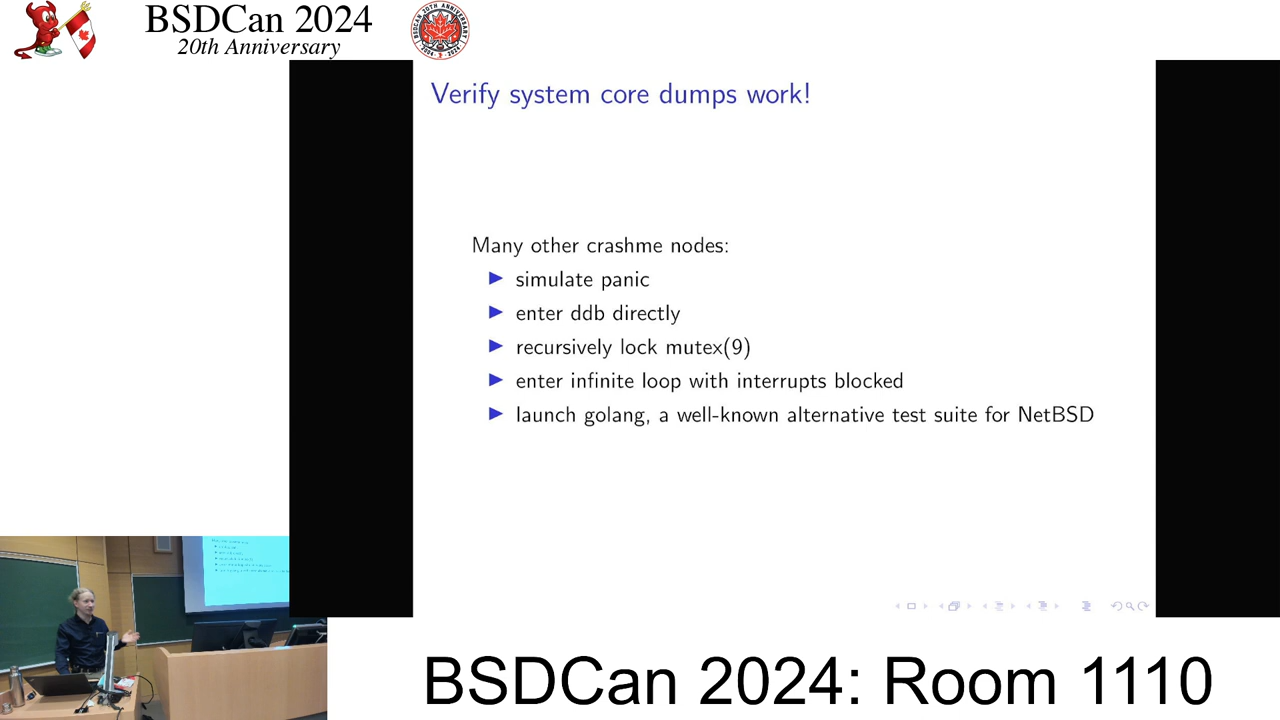 BSDCan 2024
20th Anniversary
Verify system core dumps work!
Many other crashme nodes:
simulate panic
enter ddb directly
recursively lock mutex(9)
enter infinite loop with interrupts blocked
launch golang, a well-known alternative test suite for NetBSD
BSDCan 2024: Room 1110